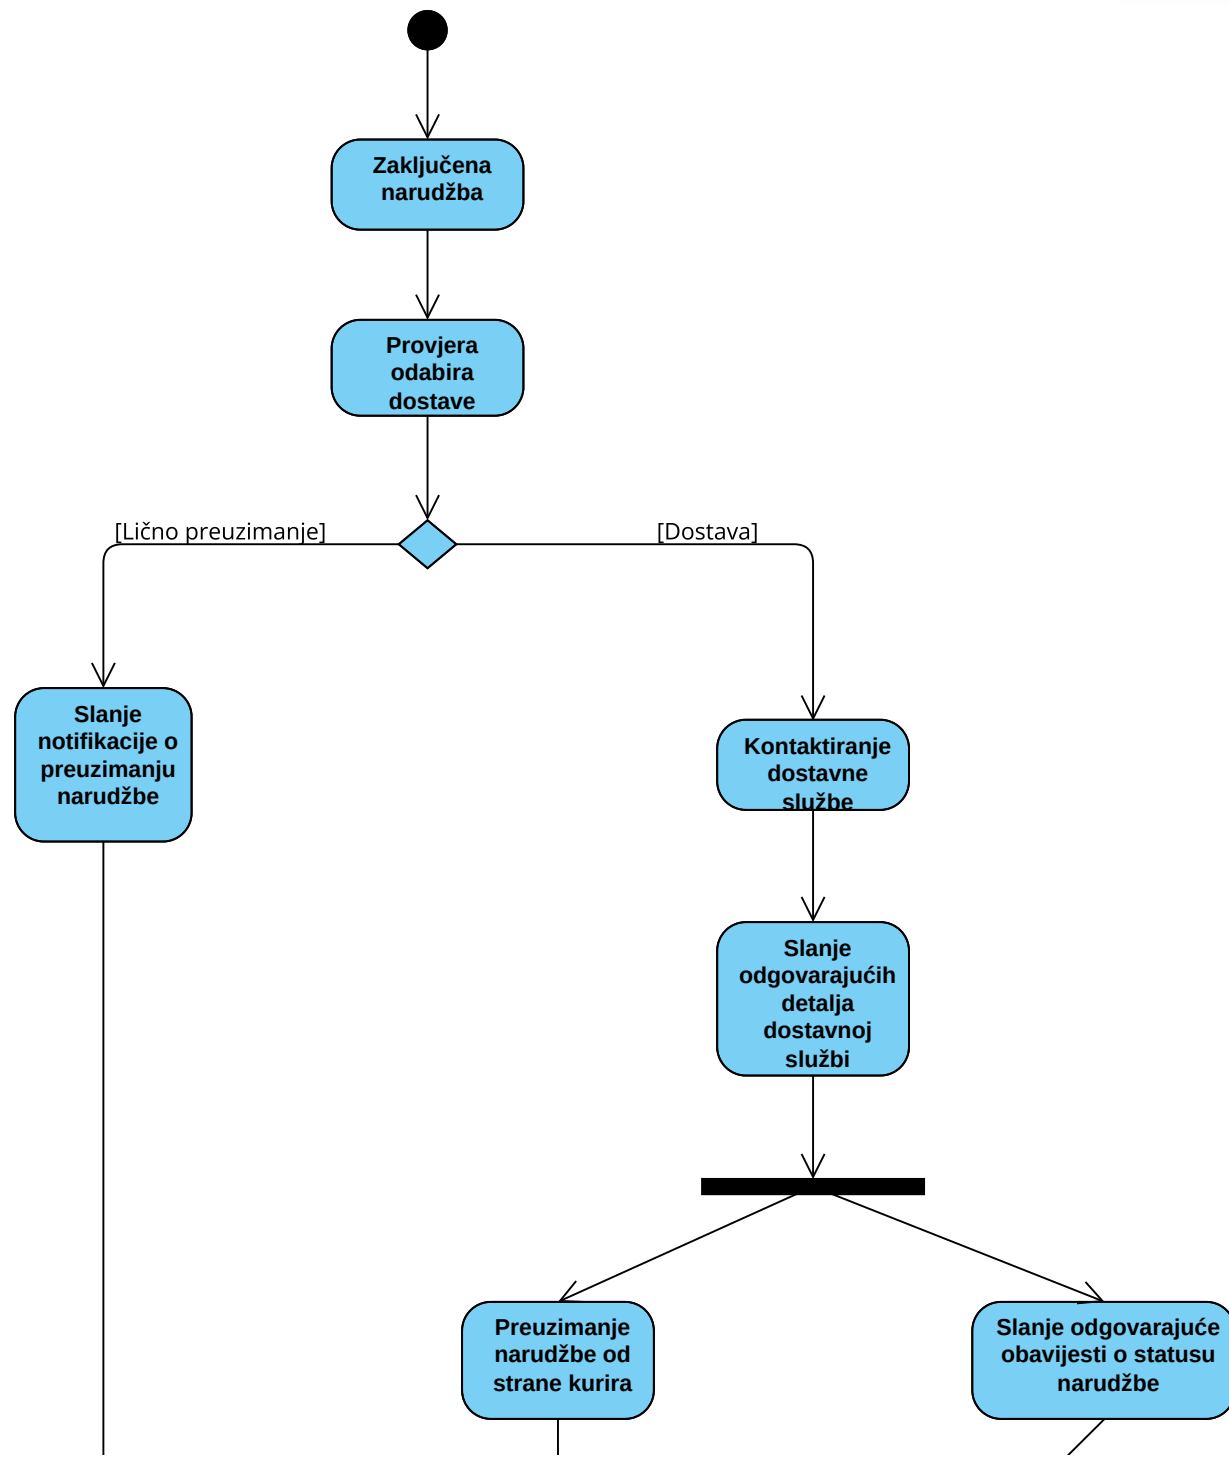 Zaključena
narudžba
Provjera
odabira
dostave
[Lično preuzimanje]
[Dostava]
Slanje
notifikacije o
preuzimanju
narudžbe
Kontaktiranje
dostavne
službe
Slanje
odgovarajućih
detalja
dostavnoj
službi
Preuzimanje
narudžbe od
strane kurira
Slanje odgovarajuće
obavijesti o statusu
narudžbe